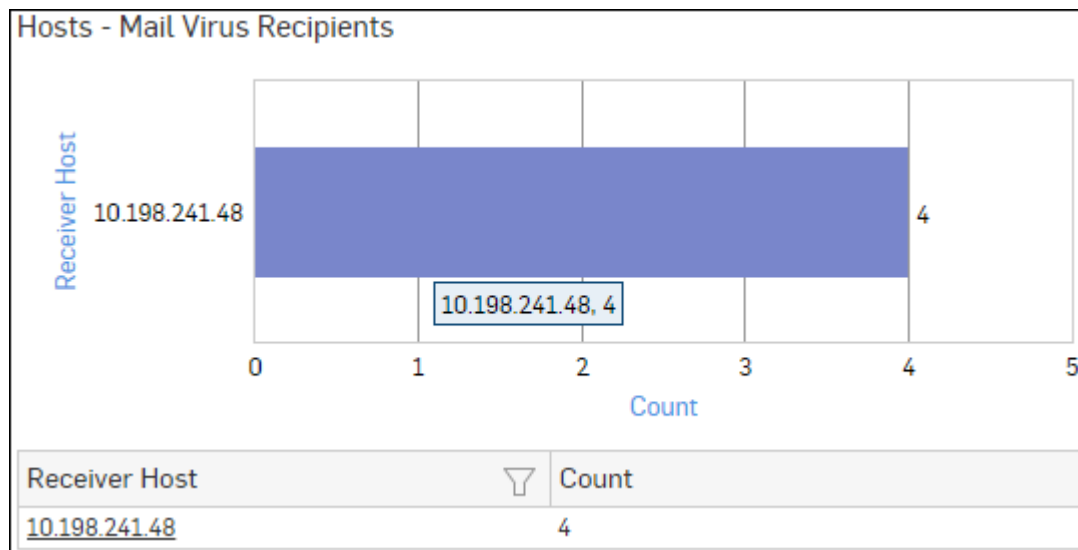 Hosts - Mail Virus Recipients
Receiver Host
10.198.241.48
4
10.198.241.48, 4
0 1 2 3 4 5
Count
Receiver Host Count
10.198.241.48 4